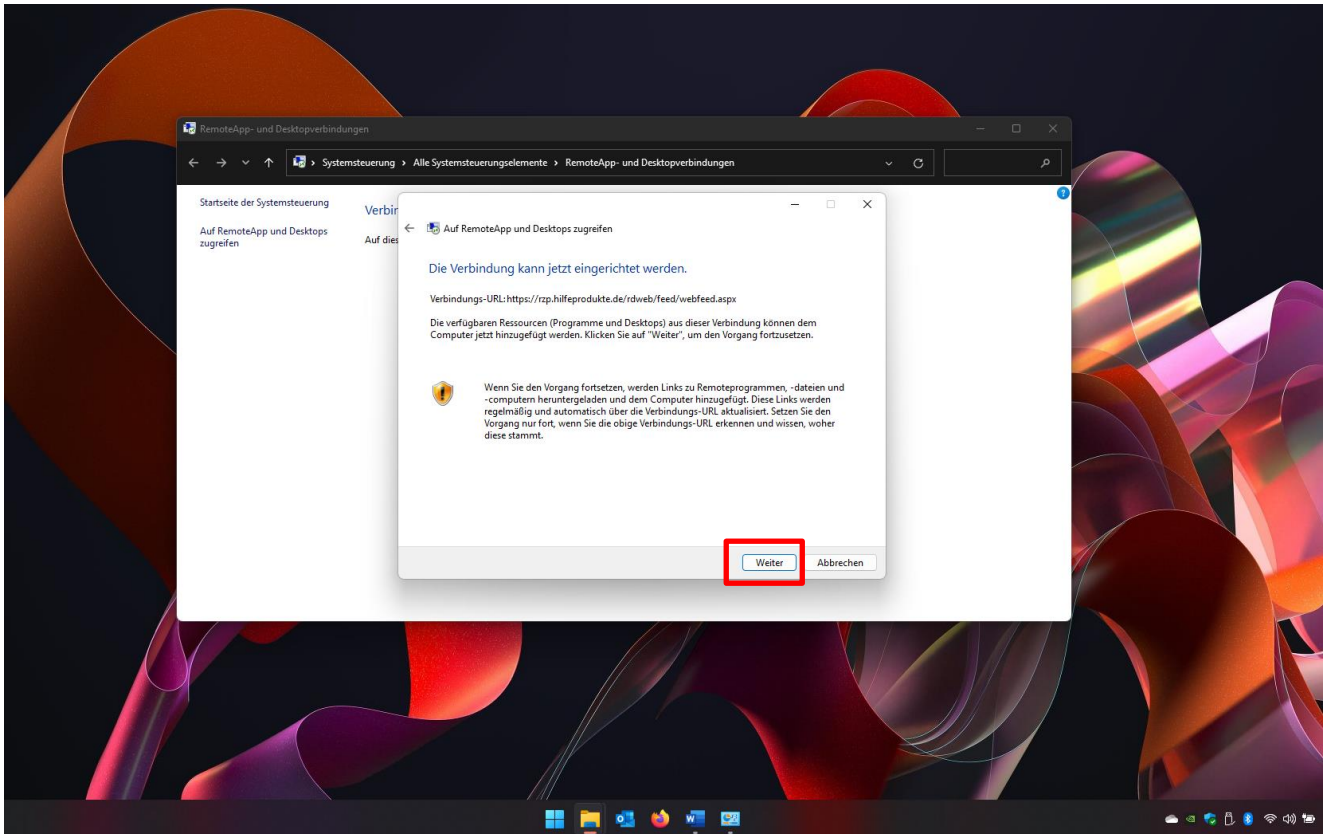 RemoteApp- und Desktopverbindungen
Systemsteuerung › Alle Systemsteuerungselemente › RemoteApp- und Desktopverbindungen
Startseite der Systemsteuerung
Auf RemoteApp und Desktops
zugreifen
Verbin
Auf dies
Auf RemoteApp und Desktops zugreifen
Die Verbindung kann jetzt eingerichtet werden.
Verbindungs-URL:https://rzp.hilfeprodukte.de/rdweb/feed/webfeed.aspx
Die verfügbaren Ressourcen (Programme und Desktops) aus dieser Verbindung können dem
Computer jetzt hinzugefügt werden. Klicken Sie auf "Weiter", um den Vorgang fortzusetzen.
Wenn Sie den Vorgang fortsetzen, werden Links zu Remoteprogrammen, -dateien und
-computern heruntergeladen und dem Computer hinzugefügt. Diese Links werden
regelmäßig und automatisch über die Verbindungs-URL aktualisiert. Setzen Sie den
Vorgang nur fort, wenn Sie die obige Verbindungs-URL erkennen und wissen, woher
diese stammt.
Weiter
Abbrechen